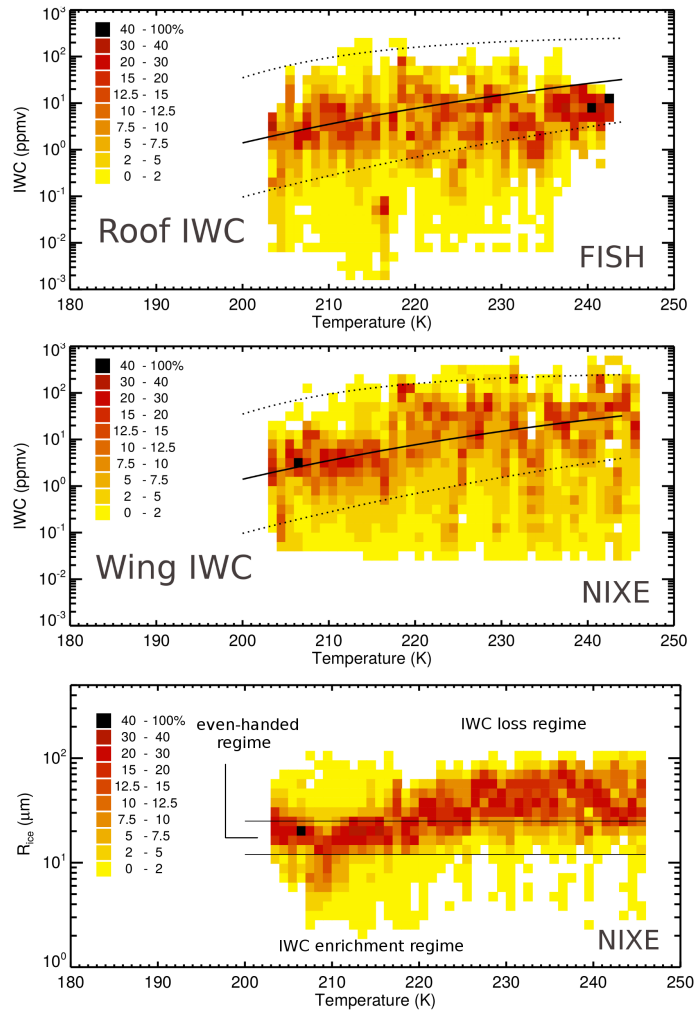 10³
10²
10¹
10⁰
10⁻¹
10⁻²
10⁻³
IWC (ppmv)
40 - 100%
30 - 40
20 - 30
15 - 20
12.5 - 15
10 - 12.5
7.5 - 10
5 - 7.5
2 - 5
0 - 2
Roof IWC
FISH
180 190 200 210 220 230 240 250
Temperature (K)
10³
10²
10¹
10⁰
10⁻¹
10⁻²
10⁻³
IWC (ppmv)
40 - 100%
30 - 40
20 - 30
15 - 20
12.5 - 15
10 - 12.5
7.5 - 10
5 - 7.5
2 - 5
0 - 2
Wing IWC
NIXE
180 190 200 210 220 230 240 250
Temperature (K)
10²
10¹
10⁰
R_ice (µm)
40 - 100%
30 - 40
20 - 30
15 - 20
12.5 - 15
10 - 12.5
7.5 - 10
5 - 7.5
2 - 5
0 - 2
even-handed
regime
IWC loss regime
IWC enrichment regime
NIXE
180 190 200 210 220 230 240 250
Temperature (K)